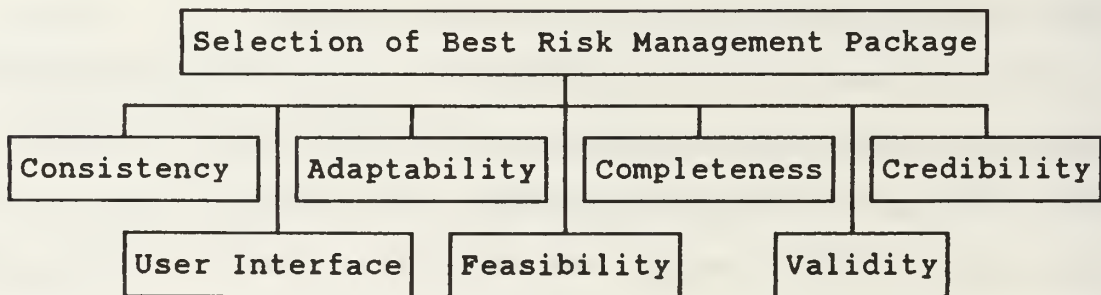 Selection of Best Risk Management Package
Consistency
Adaptability
Completeness
Credibility
User Interface
Feasibility
Validity